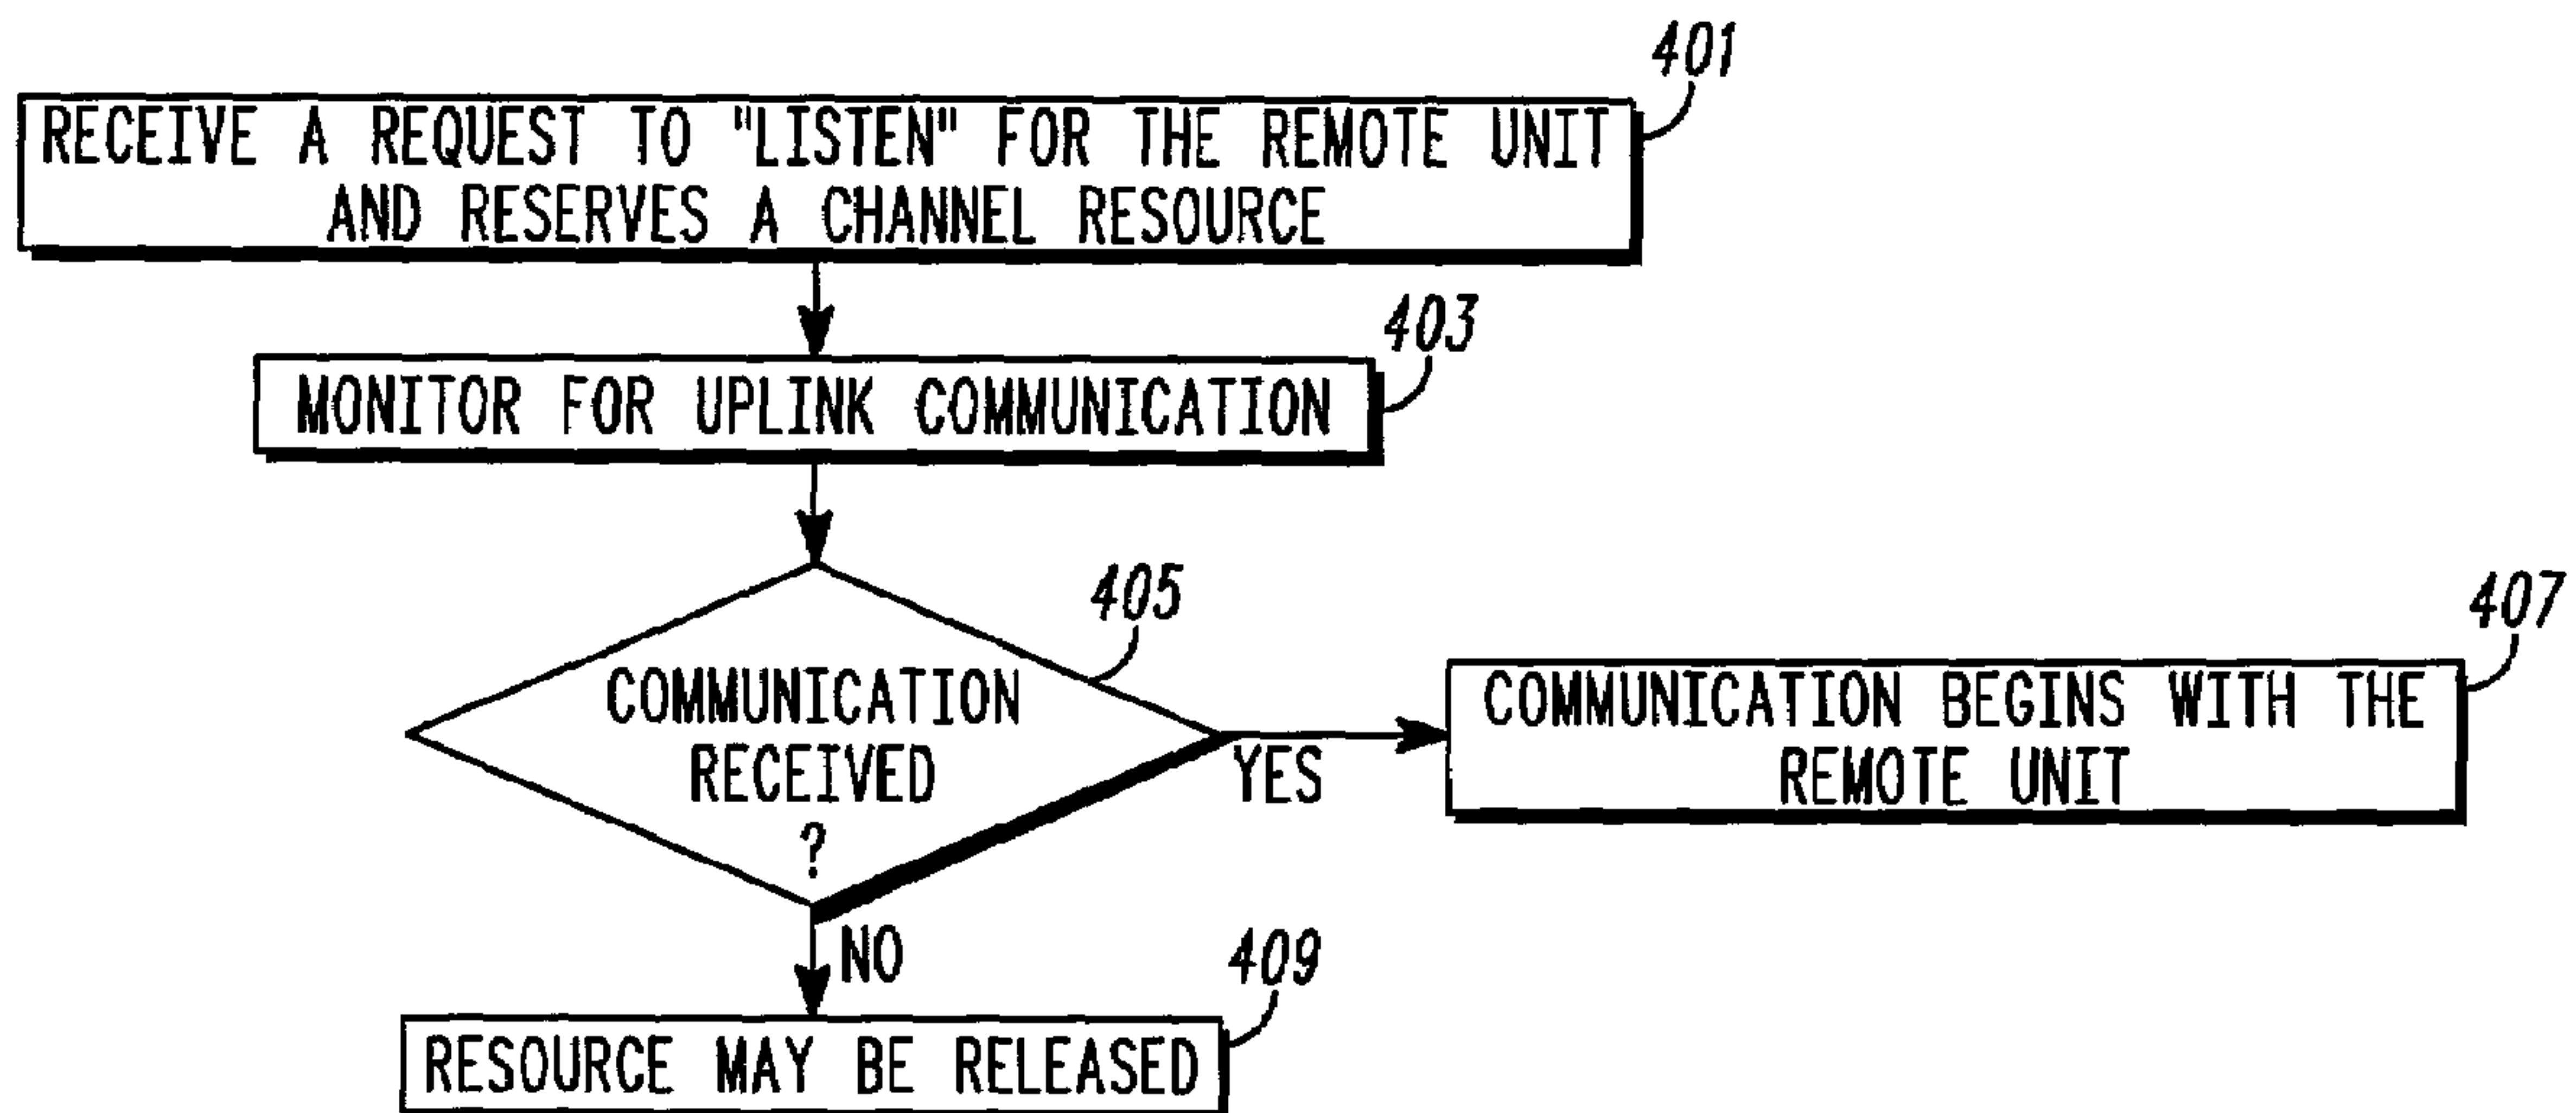 401
RECEIVE A REQUEST TO "LISTEN" FOR THE REMOTE UNIT
AND RESERVES A CHANNEL RESOURCE
403
MONITOR FOR UPLINK COMMUNICATION
405
COMMUNICATION
RECEIVED
?
YES
407
COMMUNICATION BEGINS WITH THE
REMOTE UNIT
NO
409
RESOURCE MAY BE RELEASED